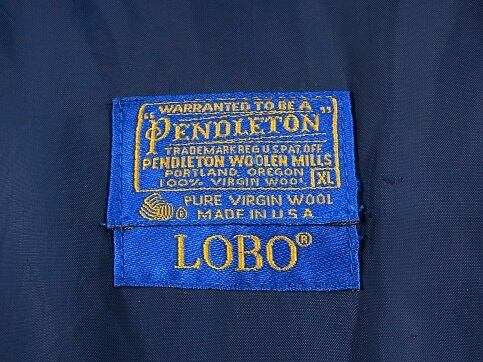 "WARRANTED TO BE A"
PENDLETON
TRADEMARK REG U.S. PAT. OFF.
PENDLETON WOOLEN MILLS
PORTLAND, OREGON
100% VIRGIN WOOL XL
PURE VIRGIN WOOL
MADE IN U.S.A
LOBO®